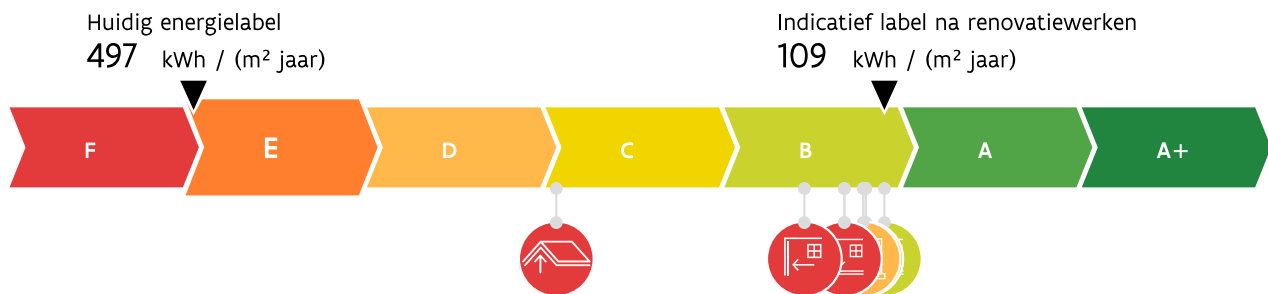 Huidig energielabel
497 kWh / (m² jaar)
Indicatief label na renovatiewerken
109 kWh / (m² jaar)
F E D C B A A+